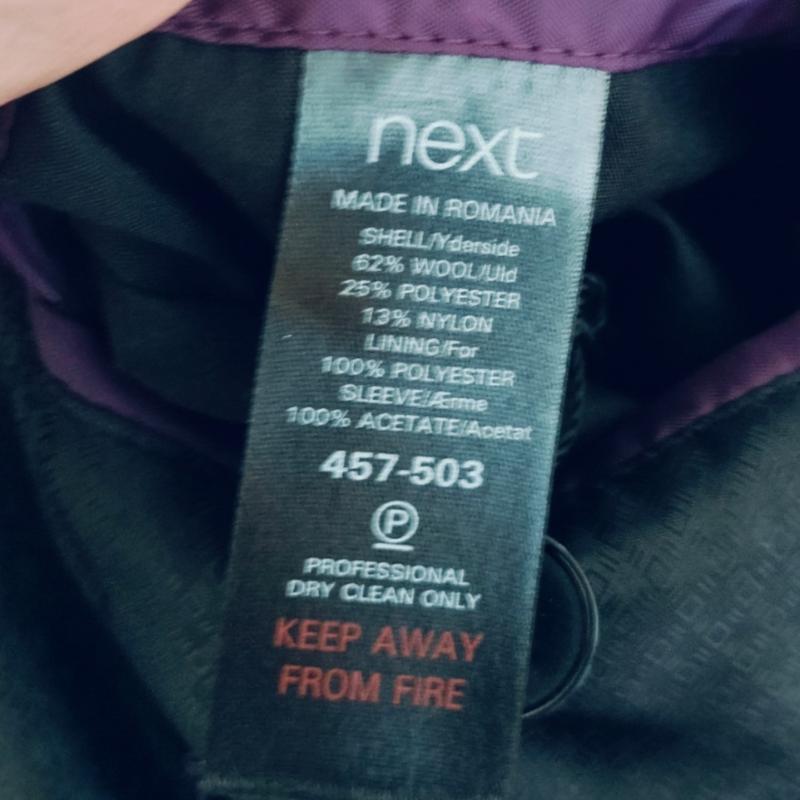 next
MADE IN ROMANIA
SHELL/Yderside
62% WOOL/Uld
25% POLYESTER
13% NYLON
LINING/For
100% POLYESTER
SLEEVE/Ærme
100% ACETATE/Acetat
457-503
P
PROFESSIONAL
DRY CLEAN ONLY
KEEP AWAY
FROM FIRE